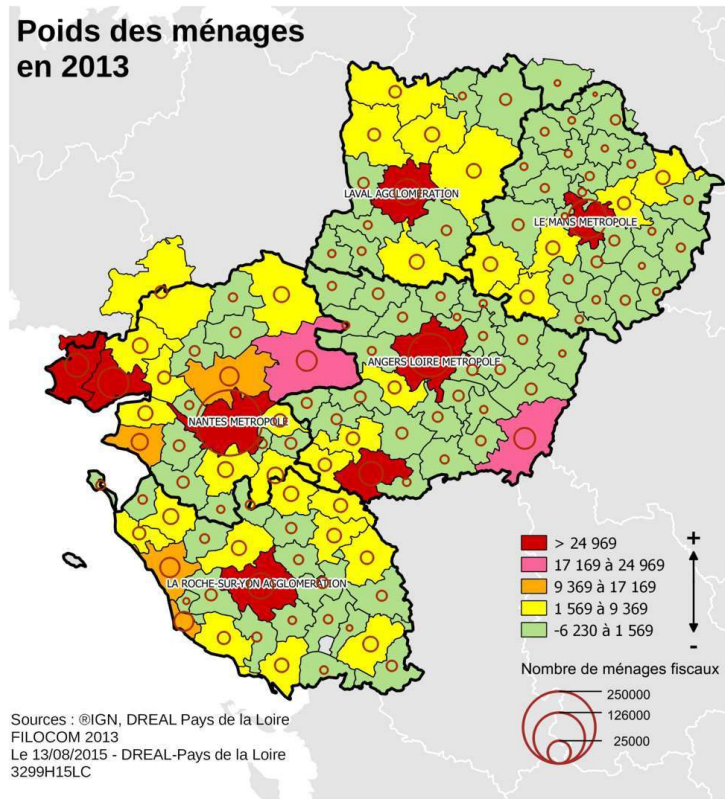 Poids des ménages
en 2013
LAVAL AGGLOMERATION
LE MANS METROPOLE
ANGERS LOIRE METROPOLE
NANTES METROPOLE
LA ROCHE-SUR-YON AGGLOMERATION
> 24 969
17 169 à 24 969
9 369 à 17 169
1 569 à 9 369
-6 230 à 1 569
+
-
Nombre de ménages fiscaux
250000
126000
25000
Sources : ®IGN, DREAL Pays de la Loire
FILOCOM 2013
Le 13/08/2015 - DREAL-Pays de la Loire
3299H15LC